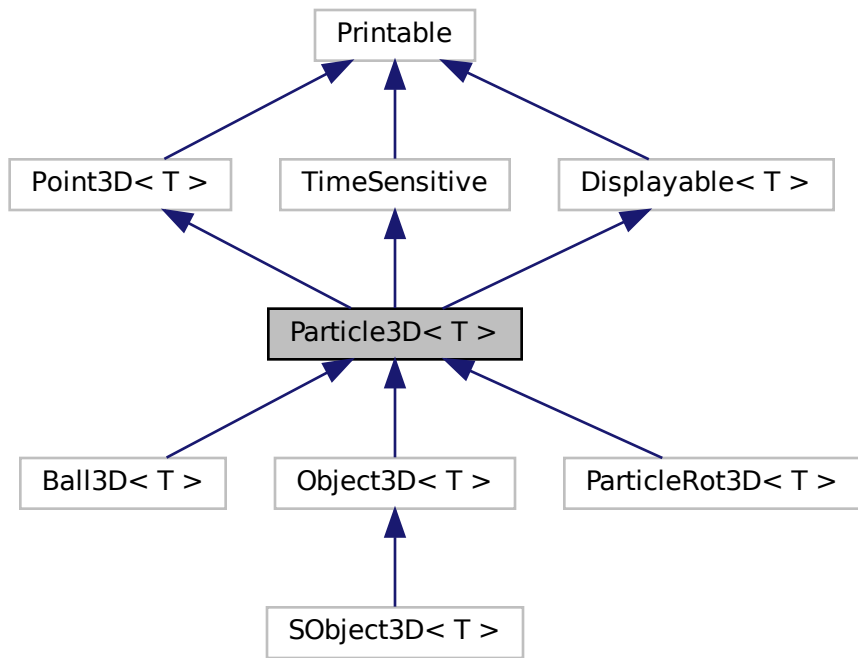 Printable
Point3D< T >
TimeSensitive
Displayable< T >
Particle3D< T >
Ball3D< T >
Object3D< T >
ParticleRot3D< T >
SObject3D< T >